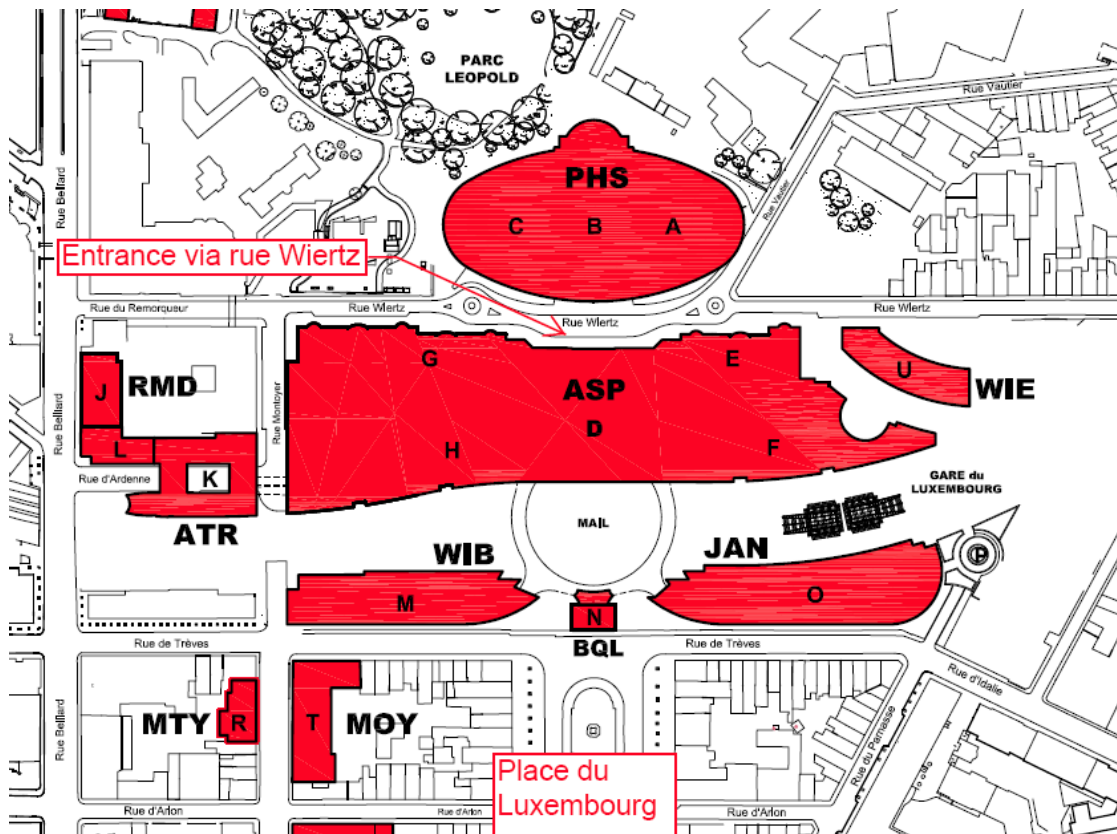 PARC
LEOPOLD
Rue Vautier
PHS
C
B
A
Rue Vautier
Rue Belliard
Entrance via rue Wiertz
Rue du Remorqueur
Rue Wiertz
Rue Wiertz
Rue Wiertz
G
E
U
J
RMD
ASP
WIE
Rue Belliard
Rue Montoyer
D
L
H
F
Rue d'Ardenne
K
GARE du
LUXEMBOURG
ATR
MAIL
WIB
JAN
M
O
N
Rue de Trèves
Rue de Trèves
BQL
Rue d'Idalie
Rue Belliard
MTY
R
T
MOY
Rue du Parnasse
Place du
Luxembourg
Rue d'Arlon
Rue d'Arlon
Rue d'Arlon